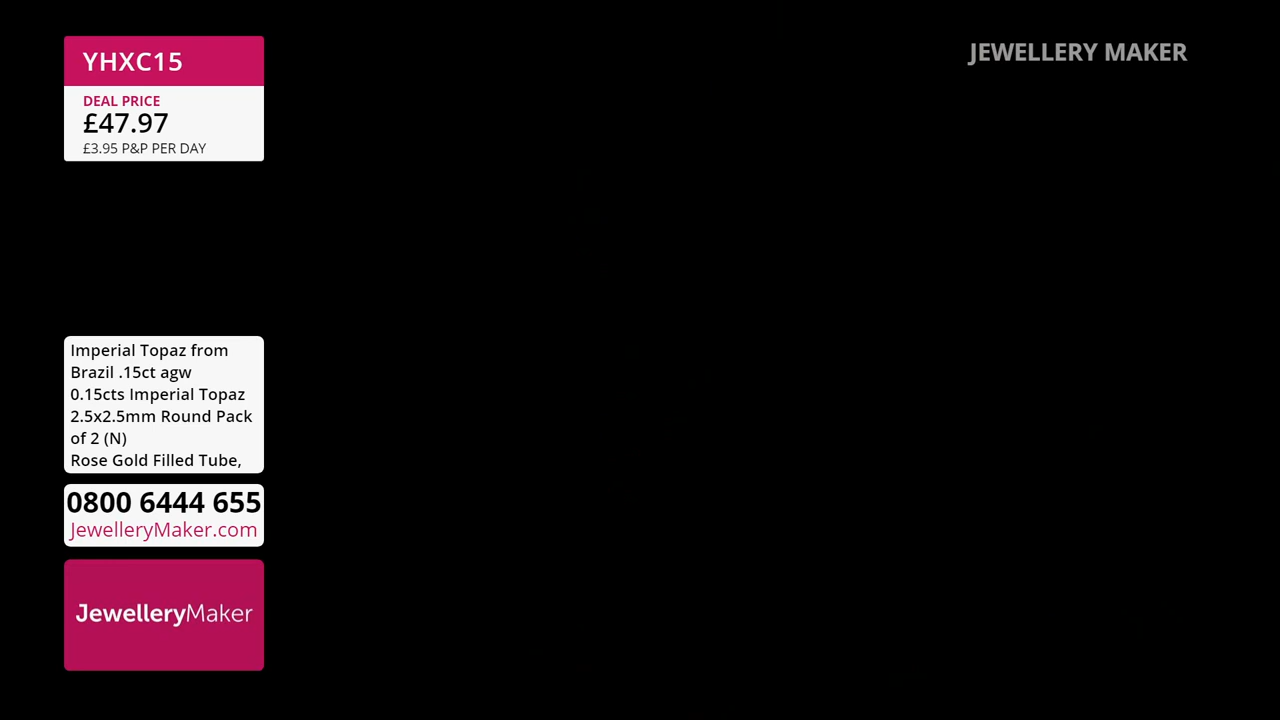 YHXC15
DEAL PRICE
£47.97
£3.95 P&P PER DAY
JEWELLERY MAKER
Imperial Topaz from
Brazil .15ct agw
0.15cts Imperial Topaz
2.5x2.5mm Round Pack
of 2 (N)
Rose Gold Filled Tube,
0800 6444 655
JewelleryMaker.com
JewelleryMaker